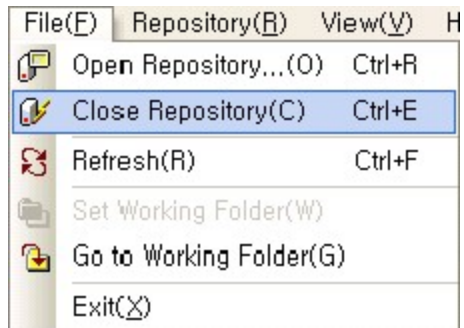 File(F) Repository(R) View(V) H
Open Repository...(O) Ctrl+R
Close Repository(C) Ctrl+E
Refresh(R) Ctrl+F
Set Working Folder(W)
Go to Working Folder(G)
Exit(X)